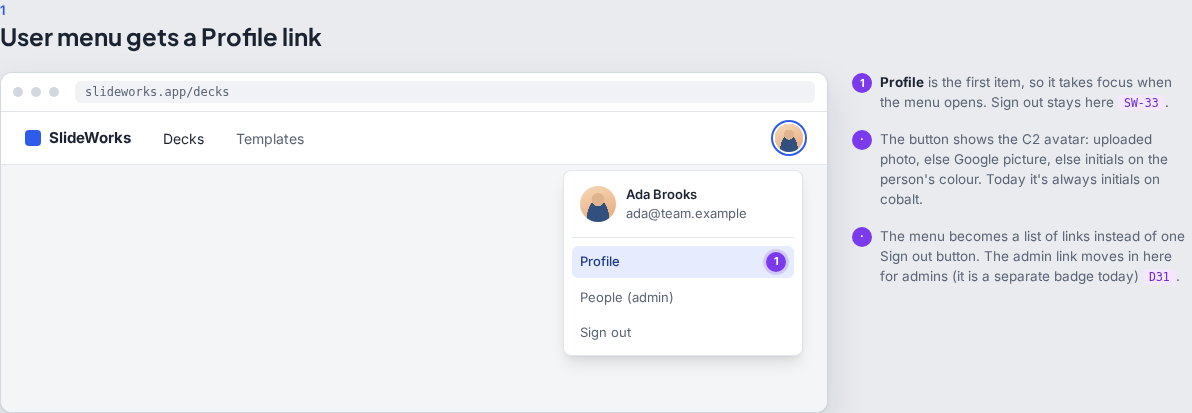 1
User menu gets a Profile link
slideworks.app/decks
SlideWorks
Decks
Templates
Ada Brooks
ada@team.example
Profile
1
People (admin)
Sign out
1
Profile is the first item, so it takes focus when
the menu opens. Sign out stays here SW-33 .
·
The button shows the C2 avatar: uploaded
photo, else Google picture, else initials on the
person's colour. Today it's always initials on
cobalt.
·
The menu becomes a list of links instead of one
Sign out button. The admin link moves in here
for admins (it is a separate badge today) D31 .